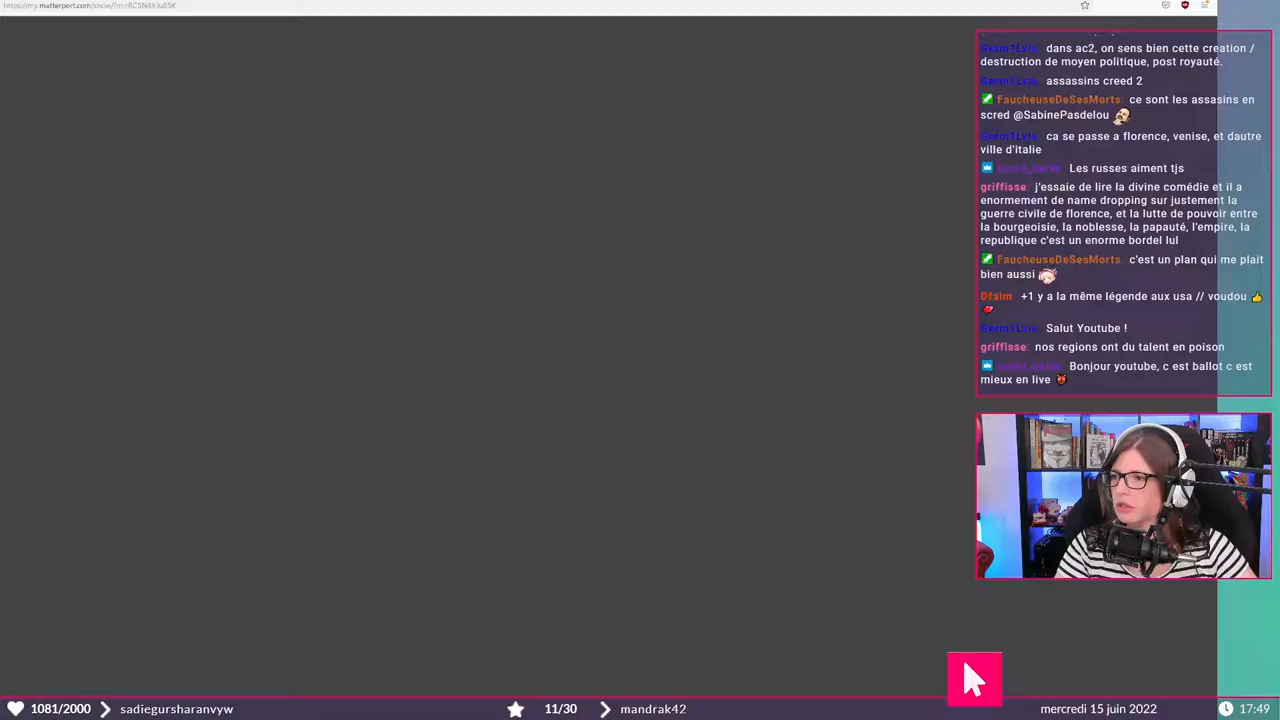 dans ac2, on sens bien cette creation /
destruction de moyen politique, post royauté.
assassins creed 2
FaucheuseDeSesMorts: ce sont les assasins en
scred @SabinePasdelou
ca se passe a florence, venise, et dautre
ville d'italie
Les russes aiment tjs
griffisse: j'essaie de lire la divine comédie et il a
enormement de name dropping sur justement la
guerre civile de florence, et la lutte de pouvoir entre
la bourgeoisie, la noblesse, la papauté, l'empire, la
republique c'est un enorme bordel lul
FaucheuseDeSesMorts: c'est un plan qui me plait
bien aussi
Dfaim +1 y a la même légende aux usa // voudou
Salut Youtube !
griffisse: nos regions ont du talent en poison
Bonjour youtube, c est ballot c est
mieux en live
1081/2000 sadiegursharanvyw 11/30 mandrak42 mercredi 15 juin 2022 17:49